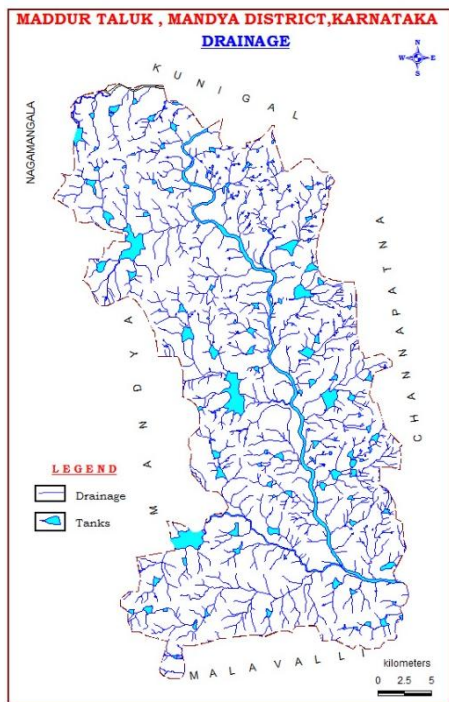 MADDUR TALUK , MANDYA DISTRICT,KARNATAKA
DRAINAGE
N
W E
S
KUNIGAL
NAGAMANGALA
CHANNAPATNA
MANDYA
LEGEND
Drainage
Tanks
MALAVALLI
kilometers
0 2.5 5